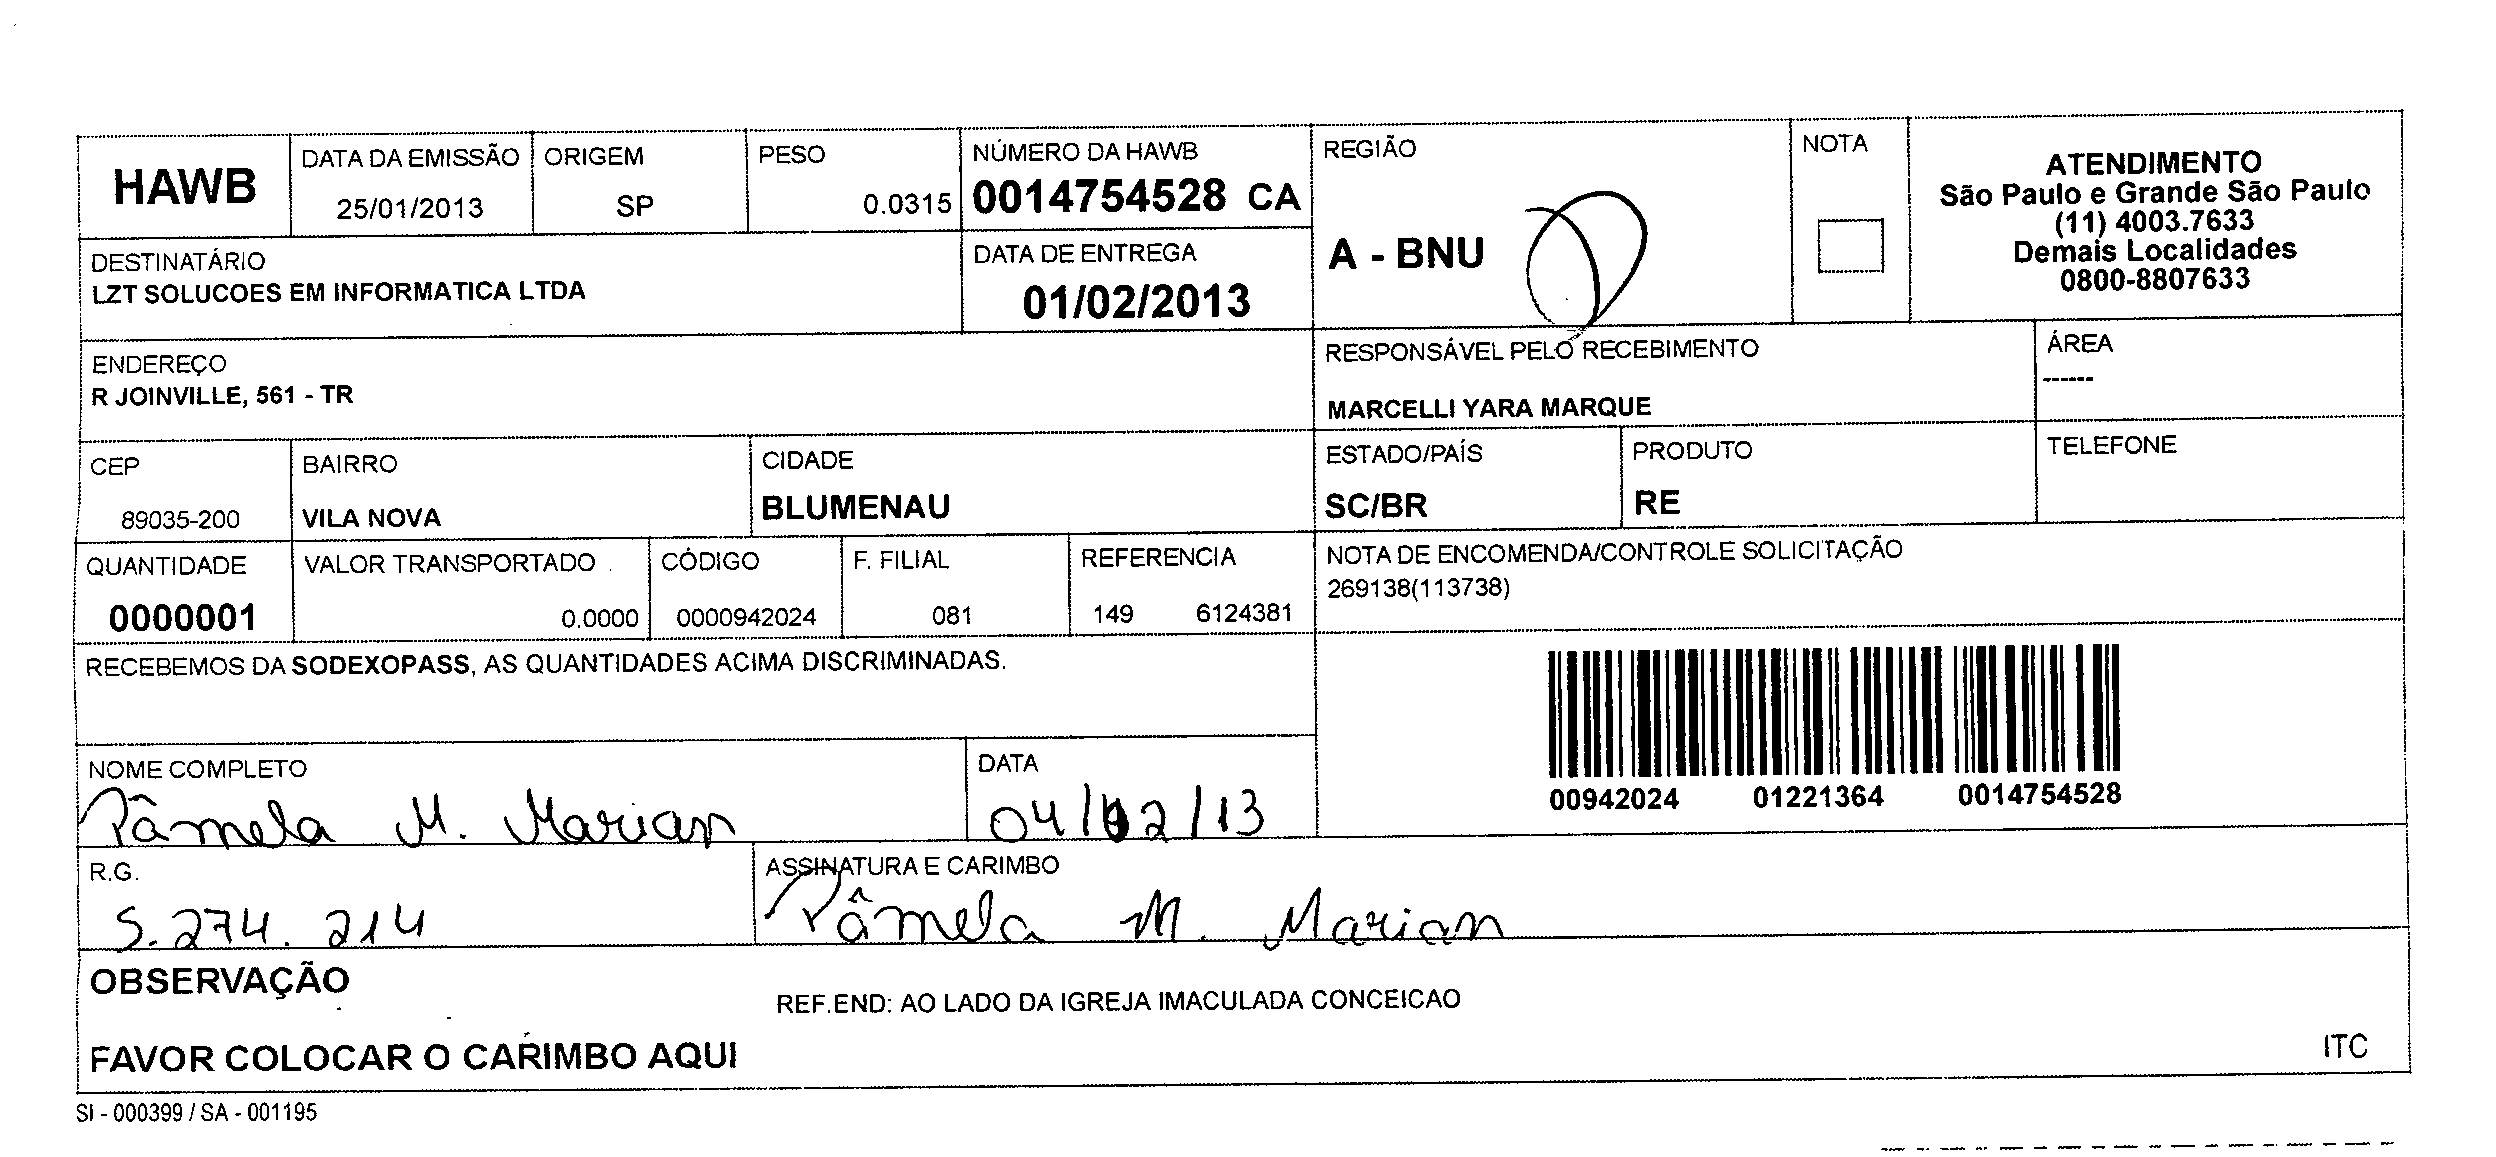 HAWB
DATA DA EMISSÃO
25/01/2013
ORIGEM
SP
PESO
0.0315
NÚMERO DA HAWB
0014754528 CA
REGIÃO
A - BNU
NOTA
ATENDIMENTO
São Paulo e Grande São Paulo
(11) 4003.7633
Demais Localidades
0800-8807633
DESTINATÁRIO
LZT SOLUCOES EM INFORMATICA LTDA
DATA DE ENTREGA
01/02/2013
ENDEREÇO
R JOINVILLE, 561 - TR
RESPONSÁVEL PELO RECEBIMENTO
MARCELLI YARA MARQUE
ÁREA
------
CEP
89035-200
BAIRRO
VILA NOVA
CIDADE
BLUMENAU
ESTADO/PAÍS
SC/BR
PRODUTO
RE
TELEFONE
QUANTIDADE
0000001
VALOR TRANSPORTADO
0.0000
CÓDIGO
0000942024
F. FILIAL
081
REFERENCIA
149 6124381
NOTA DE ENCOMENDA/CONTROLE SOLICITAÇÃO
269138(113738)
RECEBEMOS DA SODEXOPASS, AS QUANTIDADES ACIMA DISCRIMINADAS.
00942024 01221364 0014754528
NOME COMPLETO
Pâmela M. Marian
DATA
04/02/13
R.G.
5.274.214
ASSINATURA E CARIMBO
Pâmela M. Marian
OBSERVAÇÃO
REF.END: AO LADO DA IGREJA IMACULADA CONCEICAO
FAVOR COLOCAR O CARIMBO AQUI
ITC
SI - 000399 / SA - 001195